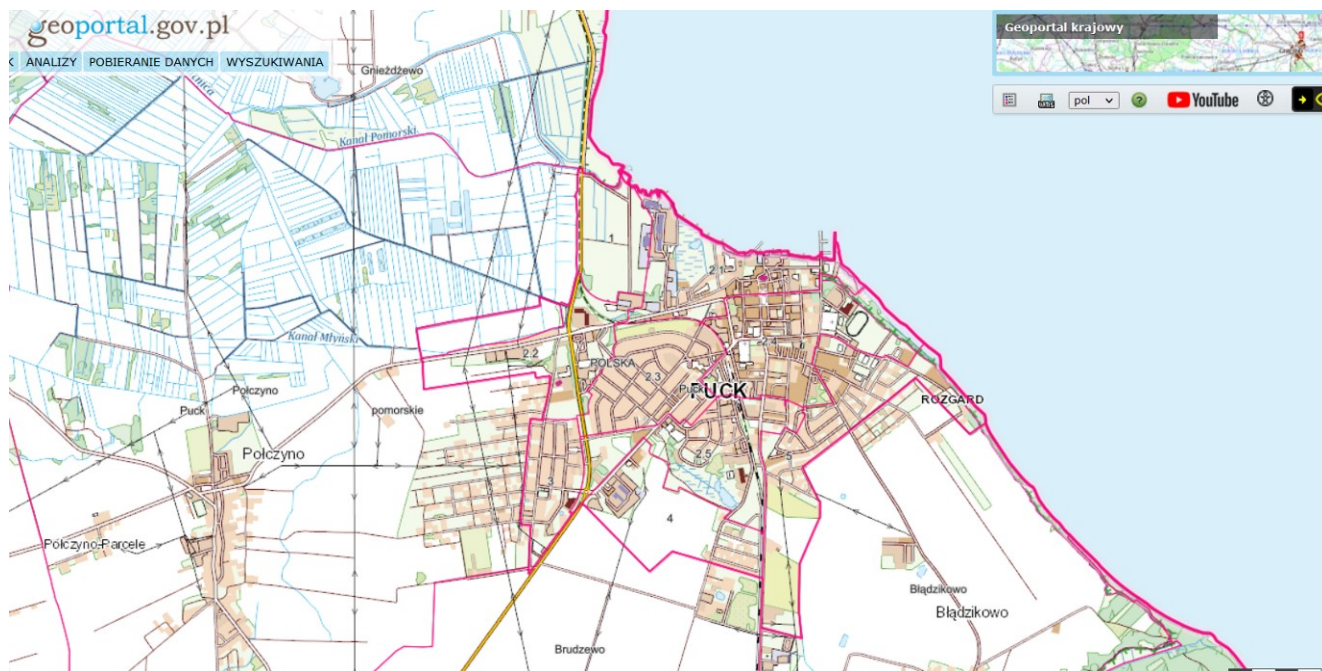 geoportal.gov.pl
K ANALIZY POBIERANIE DANYCH WYSZUKIWANIA
Geoportal krajowy
pol
YouTube
Gnieżdżewo
Kanał Pomorski
1
2.1
Kanał Młyński
2.2
POLSKA
2.4
2.3
Puck
PUCK
Połczyno
Puck
pomorskie
ROZGARD
Połczyno
2.5
5
3
4
Połczyno-Parcele
Błądzikowo
Błądzikowo
Brudzewo